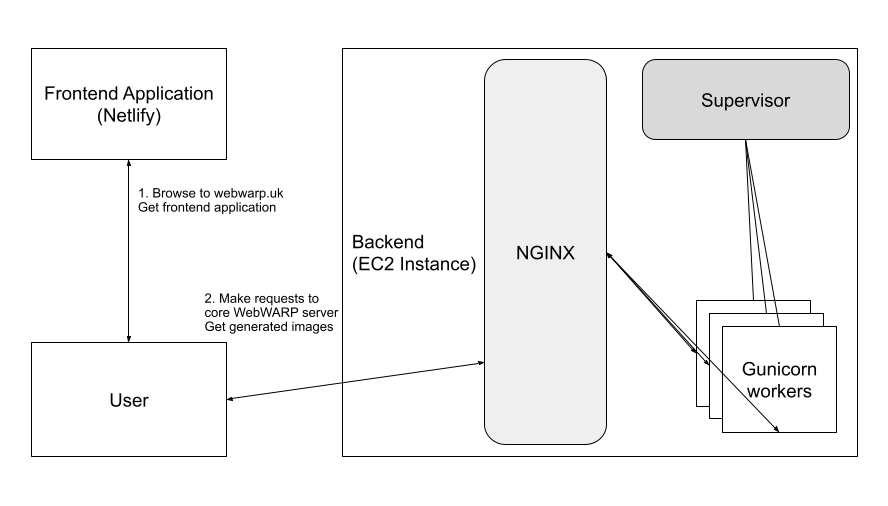 Frontend Application
(Netlify)
Supervisor
1. Browse to webwarp.uk
Get frontend application
Backend
(EC2 Instance)
NGINX
2. Make requests to
core WebWARP server
Get generated images
User
Gunicorn
workers